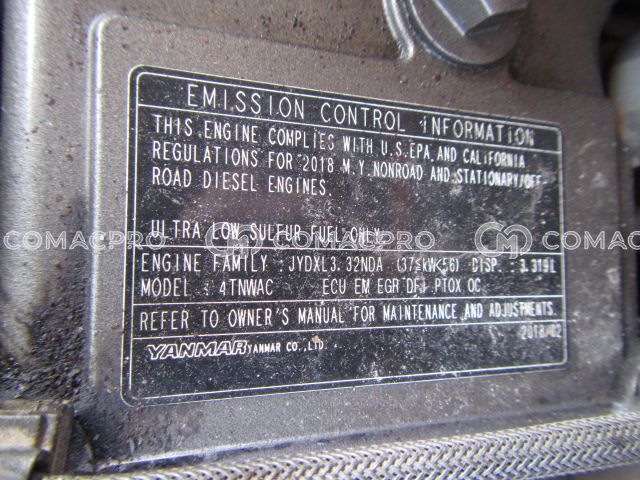 EMISSION CONTROL INFORMATION
THIS ENGINE COMPLIES WITH U.S.EPA AND CALIFORNIA
REGULATIONS FOR 2018 M.Y. NONROAD AND STATIONARY/OFF-
ROAD DIESEL ENGINES.
ULTRA LOW SULFUR FUEL ONLY
COMACPRO COMACPRO COMACPRO
ENGINE FAMILY : JYDXL3.32NDA (37≤kW<56) DISP. : 3.319L
MODEL : 4TNWAC ECU EM EGR DFI PTOX OC
REFER TO OWNER'S MANUAL FOR MAINTENANCE AND ADJUSTMENTS.
2018/02
YANMAR YANMAR CO.,LTD.